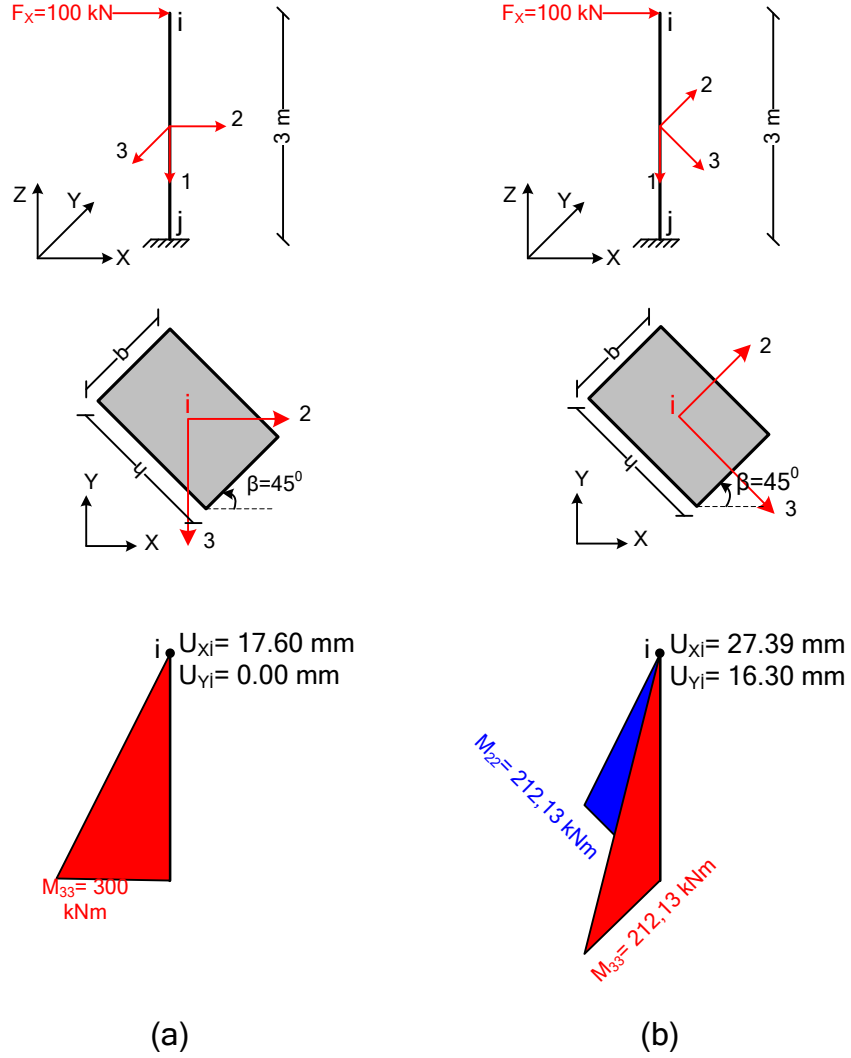 F_X=100 kN
i
2
3
1
j
3 m
Z
Y
X
F_X=100 kN
i
2
3
1
j
3 m
Z
Y
X
b
h
i
2
3
β=45⁰
Y
X
b
h
i
2
3
β=45⁰
Y
X
i
U_Xi= 17.60 mm
U_Yi= 0.00 mm
M_33= 300
kNm
i
U_Xi= 27.39 mm
U_Yi= 16.30 mm
M_22= 212,13 kNm
M_33= 212,13 kNm
(a)
(b)